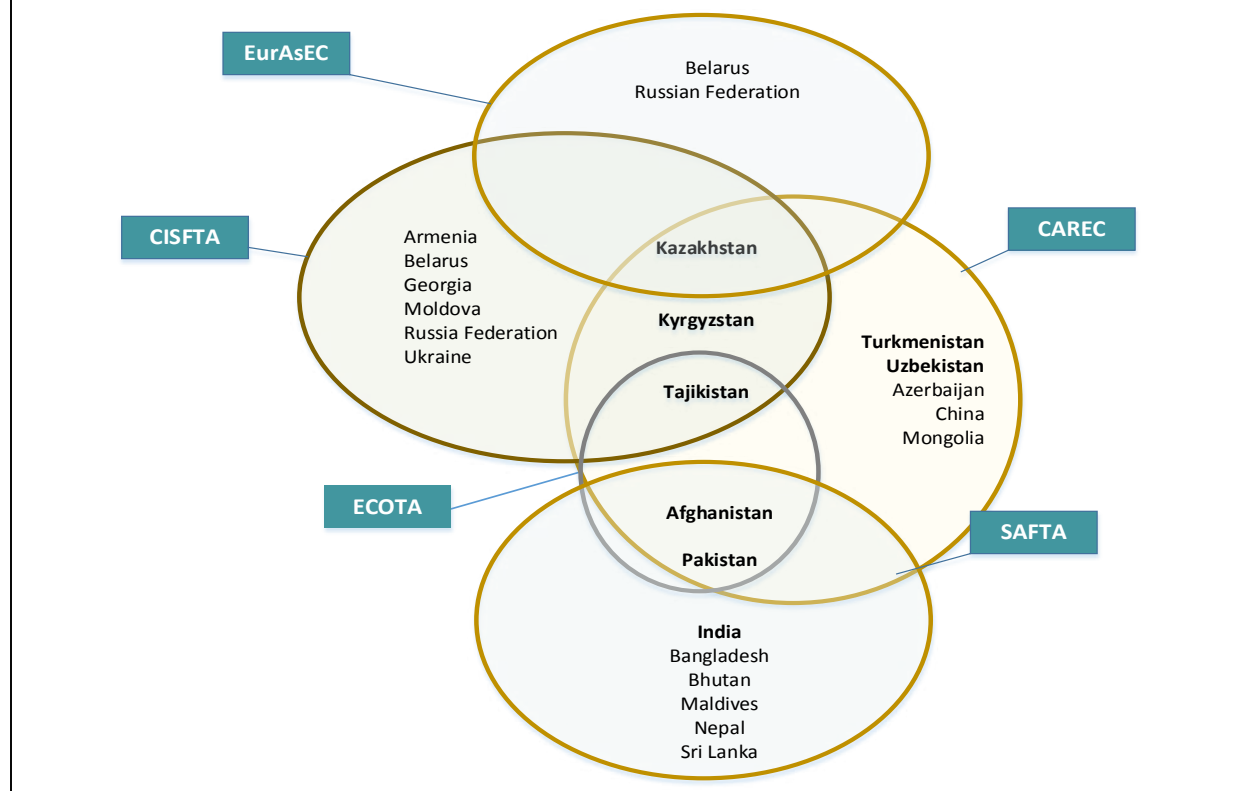 EurAsEC
Belarus
Russian Federation
CISFTA
CAREC
Armenia
Belarus
Georgia
Moldova
Russia Federation
Ukraine
Kazakhstan
Kyrgyzstan
Tajikistan
Turkmenistan
Uzbekistan
Azerbaijan
China
Mongolia
ECOTA
Afghanistan
Pakistan
SAFTA
India
Bangladesh
Bhutan
Maldives
Nepal
Sri Lanka